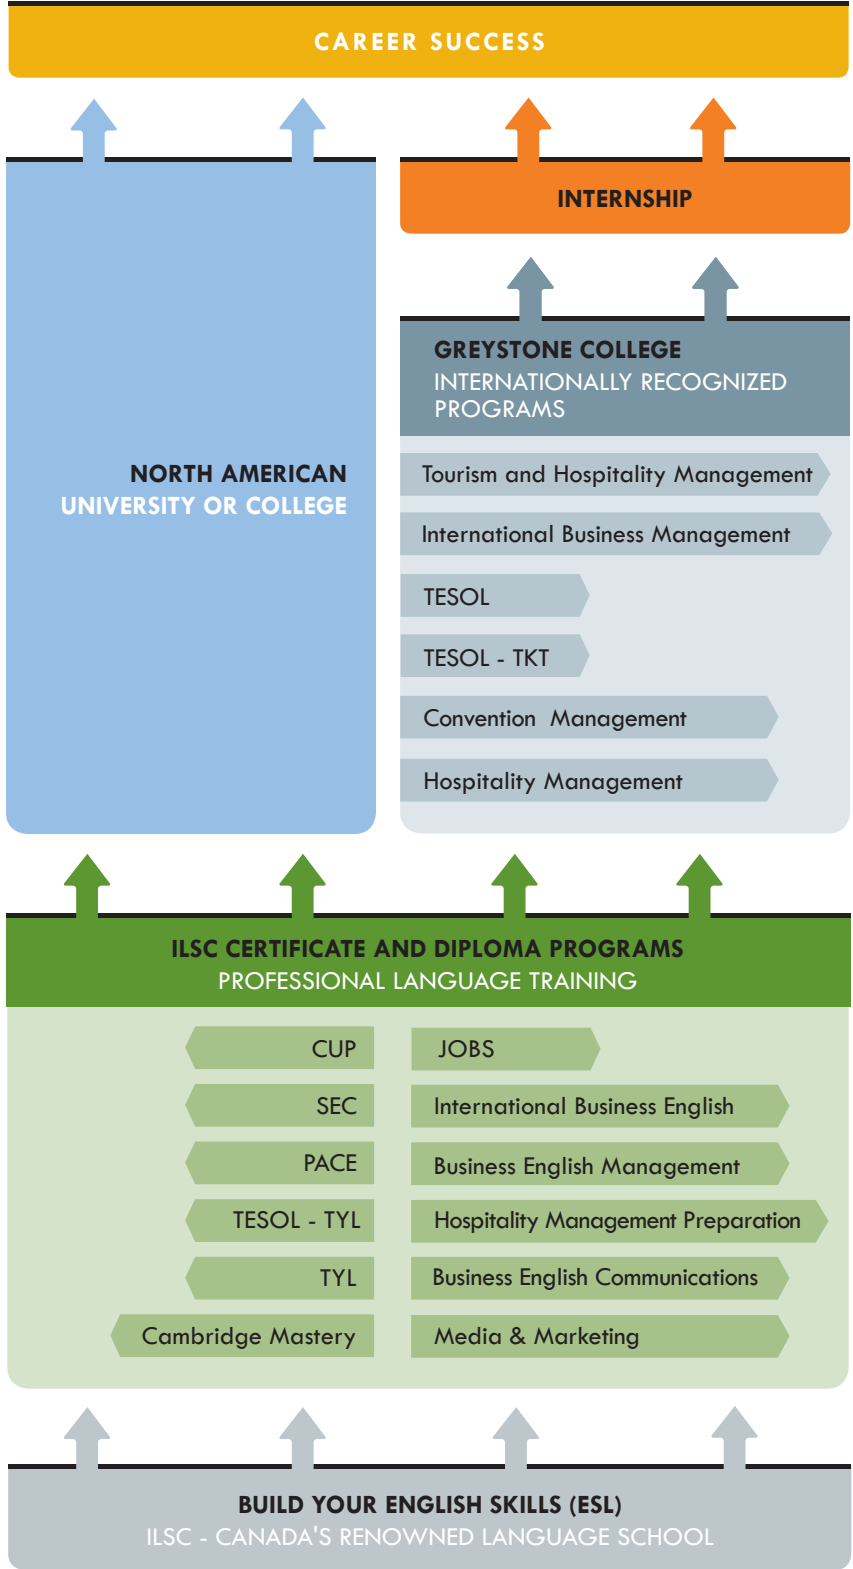 CAREER SUCCESS
INTERNSHIP
GREYSTONE COLLEGE
INTERNATIONALLY RECOGNIZED
PROGRAMS
NORTH AMERICAN
UNIVERSITY OR COLLEGE
Tourism and Hospitality Management
International Business Management
TESOL
TESOL - TKT
Convention Management
Hospitality Management
ILSC CERTIFICATE AND DIPLOMA PROGRAMS
PROFESSIONAL LANGUAGE TRAINING
CUP
SEC
PACE
TESOL - TYL
TYL
Cambridge Mastery
JOBS
International Business English
Business English Management
Hospitality Management Preparation
Business English Communications
Media & Marketing
BUILD YOUR ENGLISH SKILLS (ESL)
ILSC - CANADA'S RENOWNED LANGUAGE SCHOOL